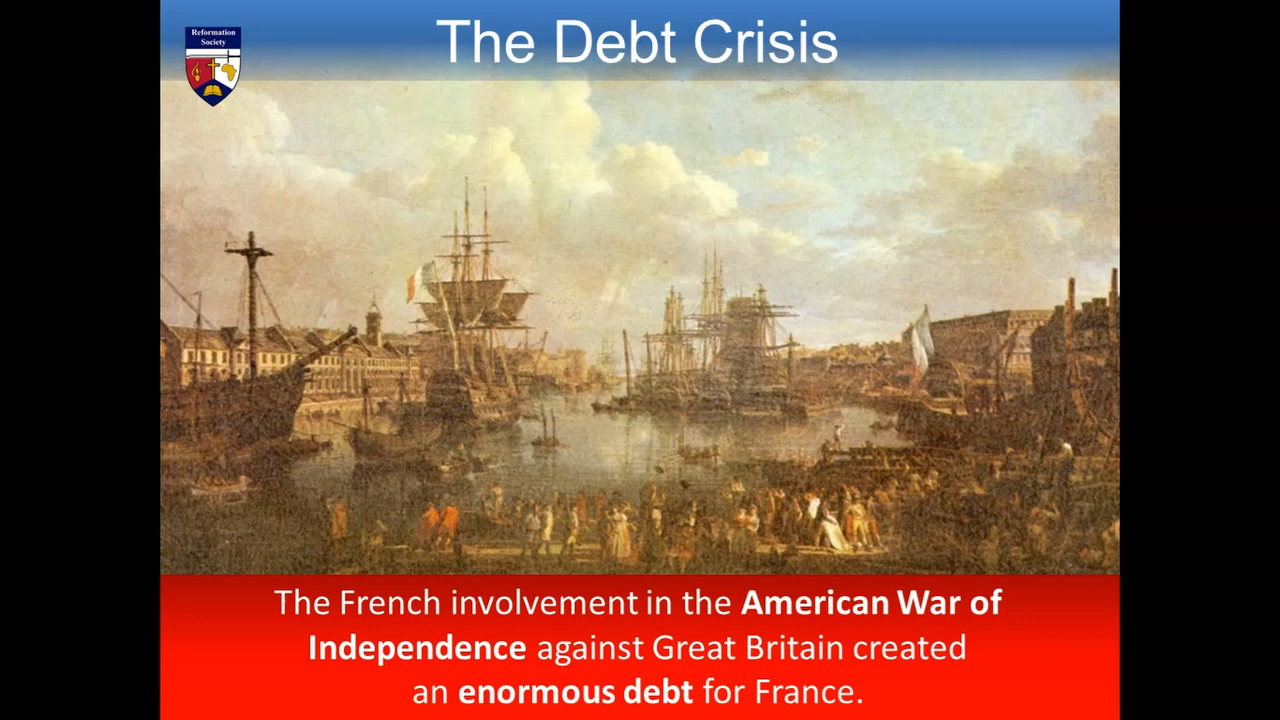 The Debt Crisis
Reformation
Society
The French involvement in the American War of
Independence against Great Britain created
an enormous debt for France.